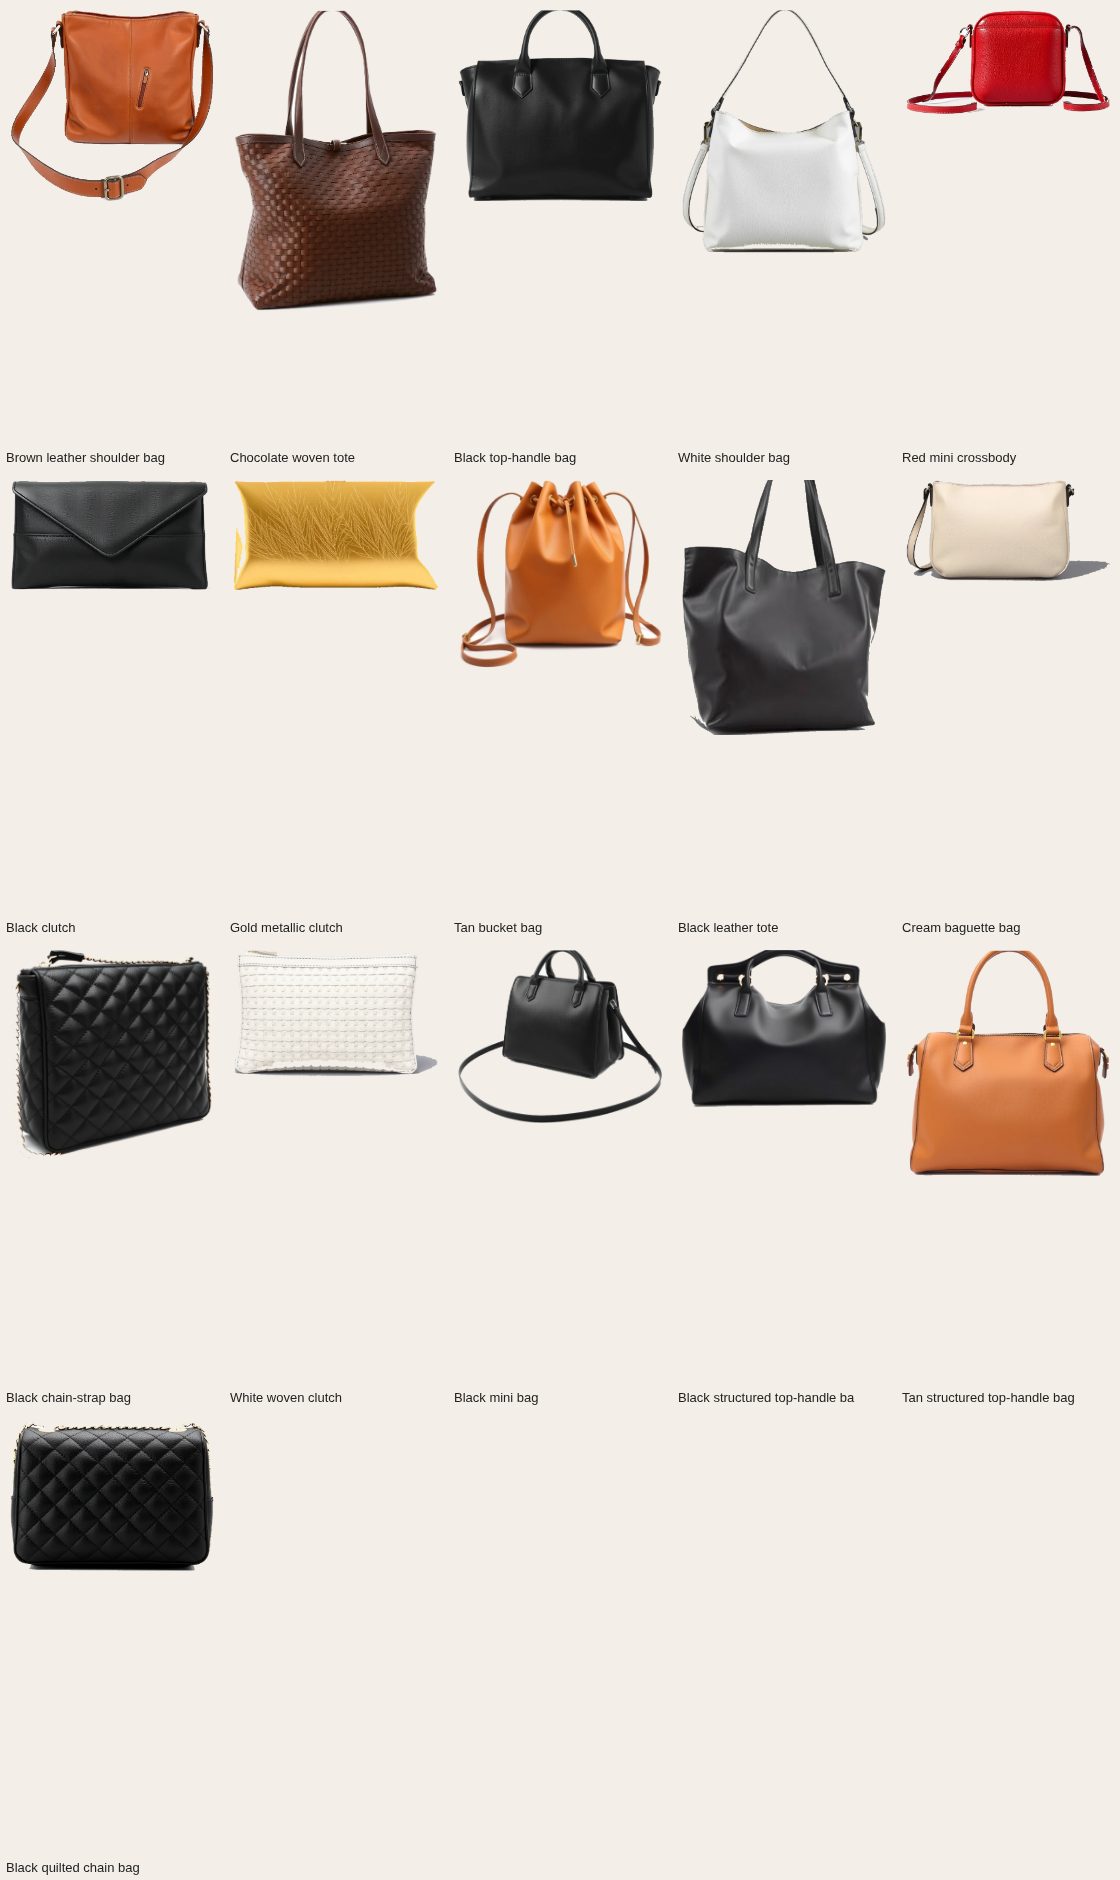 Brown leather shoulder bag
Chocolate woven tote
Black top-handle bag
White shoulder bag
Red mini crossbody
Black clutch
Gold metallic clutch
Tan bucket bag
Black leather tote
Cream baguette bag
Black chain-strap bag
White woven clutch
Black mini bag
Black structured top-handle ba
Tan structured top-handle bag
Black quilted chain bag